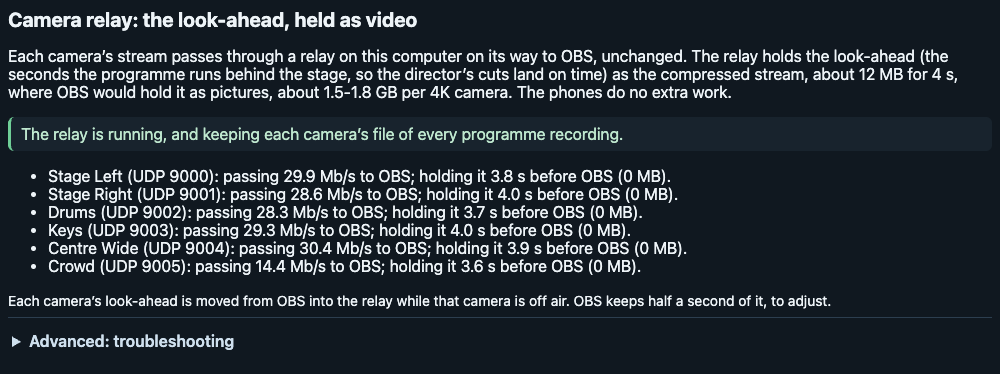 Camera relay: the look-ahead, held as video
Each camera’s stream passes through a relay on this computer on its way to OBS, unchanged. The relay holds the look-ahead (the
seconds the programme runs behind the stage, so the director’s cuts land on time) as the compressed stream, about 12 MB for 4 s,
where OBS would hold it as pictures, about 1.5-1.8 GB per 4K camera. The phones do no extra work.
The relay is running, and keeping each camera’s file of every programme recording.
• Stage Left (UDP 9000): passing 29.9 Mb/s to OBS; holding it 3.8 s before OBS (0 MB).
• Stage Right (UDP 9001): passing 28.6 Mb/s to OBS; holding it 4.0 s before OBS (0 MB).
• Drums (UDP 9002): passing 28.3 Mb/s to OBS; holding it 3.7 s before OBS (0 MB).
• Keys (UDP 9003): passing 29.3 Mb/s to OBS; holding it 4.0 s before OBS (0 MB).
• Centre Wide (UDP 9004): passing 30.4 Mb/s to OBS; holding it 3.9 s before OBS (0 MB).
• Crowd (UDP 9005): passing 14.4 Mb/s to OBS; holding it 3.6 s before OBS (0 MB).
Each camera’s look-ahead is moved from OBS into the relay while that camera is off air. OBS keeps half a second of it, to adjust.
▶ Advanced: troubleshooting